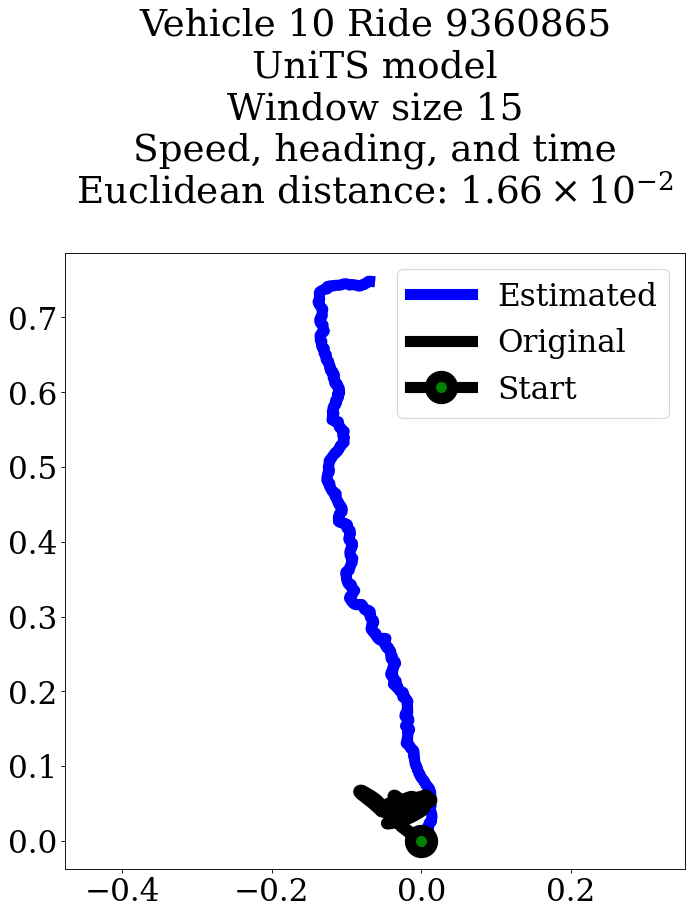 Vehicle 10 Ride 9360865
UniTS model
Window size 15
Speed, heading, and time
Euclidean distance: 1.66 × 10⁻²
Estimated
Original
Start
0.7
0.6
0.5
0.4
0.3
0.2
0.1
0.0
−0.4 −0.2 0.0 0.2